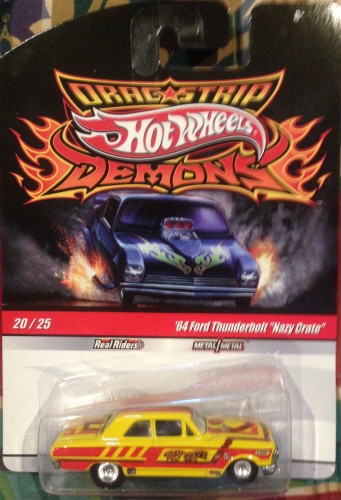 DRAG STRIP
Hot Wheels
DEMONS
20/25
'64 Ford Thunderbolt "Nazy Crate"
Real Riders
METAL/METAL